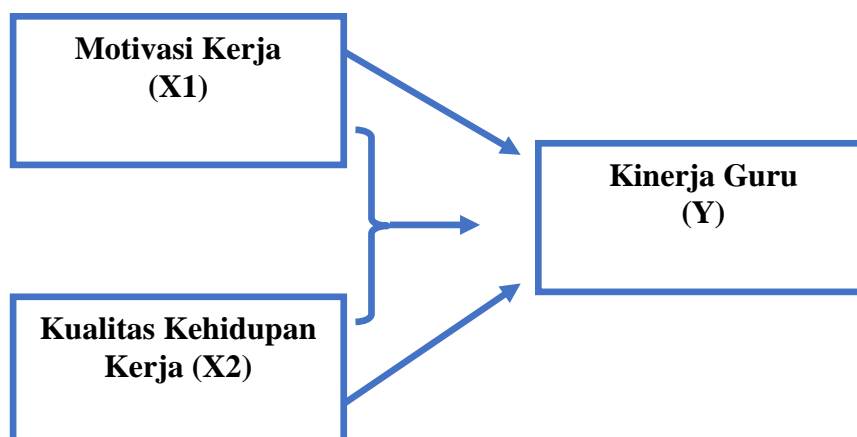 Motivasi Kerja
(X1)
Kinerja Guru
(Y)
Kualitas Kehidupan
Kerja (X2)